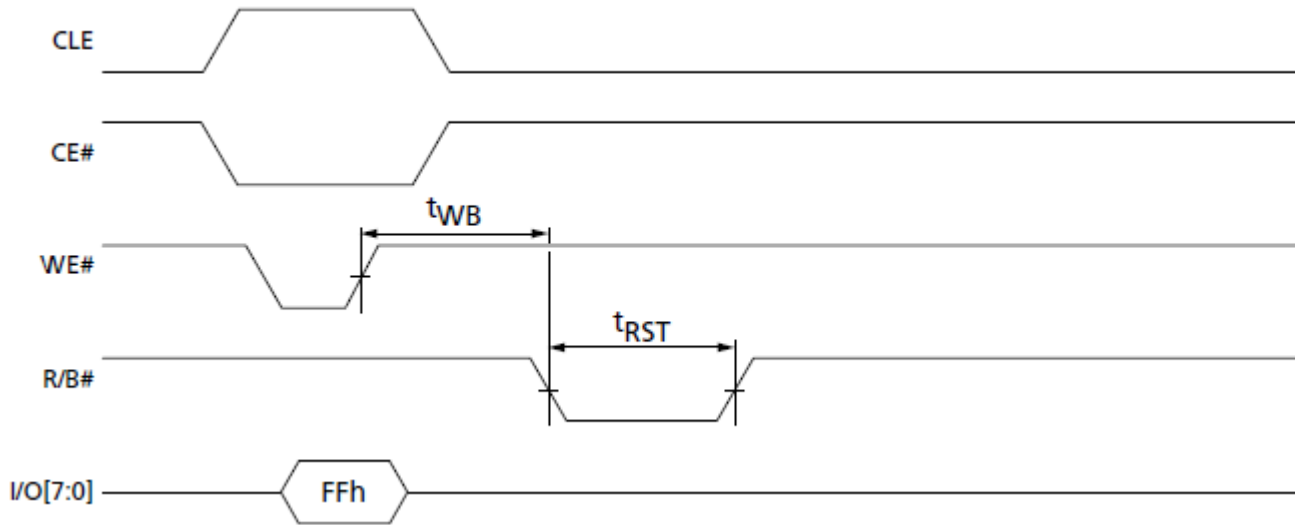 CLE
CE#
tWB
WE#
tRST
R/B#
I/O[7:0]
FFh